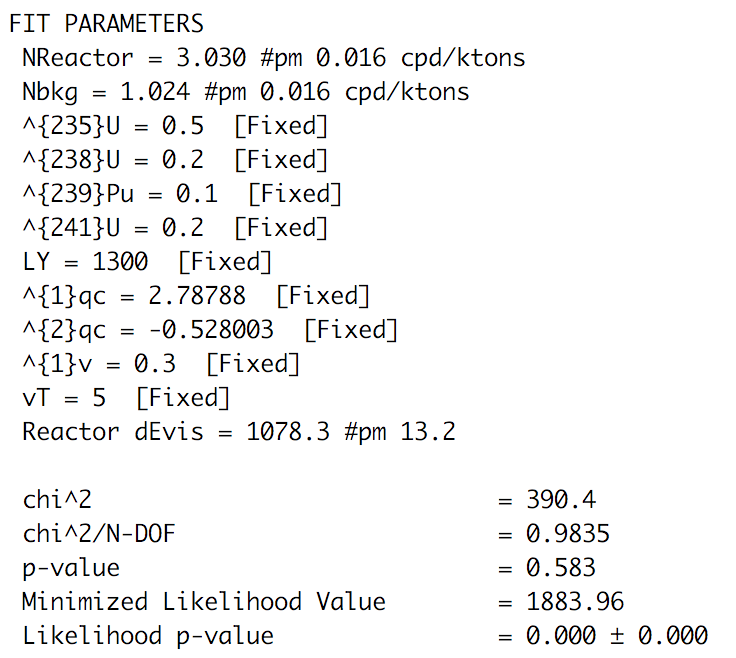 FIT PARAMETERS
NReactor = 3.030 #pm 0.016 cpd/ktons
Nbkg = 1.024 #pm 0.016 cpd/ktons
^{235}U = 0.5  [Fixed]
^{238}U = 0.2  [Fixed]
^{239}Pu = 0.1  [Fixed]
^{241}U = 0.2  [Fixed]
LY = 1300  [Fixed]
^{1}qc = 2.78788  [Fixed]
^{2}qc = -0.528003  [Fixed]
^{1}v = 0.3  [Fixed]
vT = 5  [Fixed]
Reactor dEvis = 1078.3 #pm 13.2
chi^2 = 390.4
chi^2/N-DOF = 0.9835
p-value = 0.583
Minimized Likelihood Value = 1883.96
Likelihood p-value = 0.000 ± 0.000